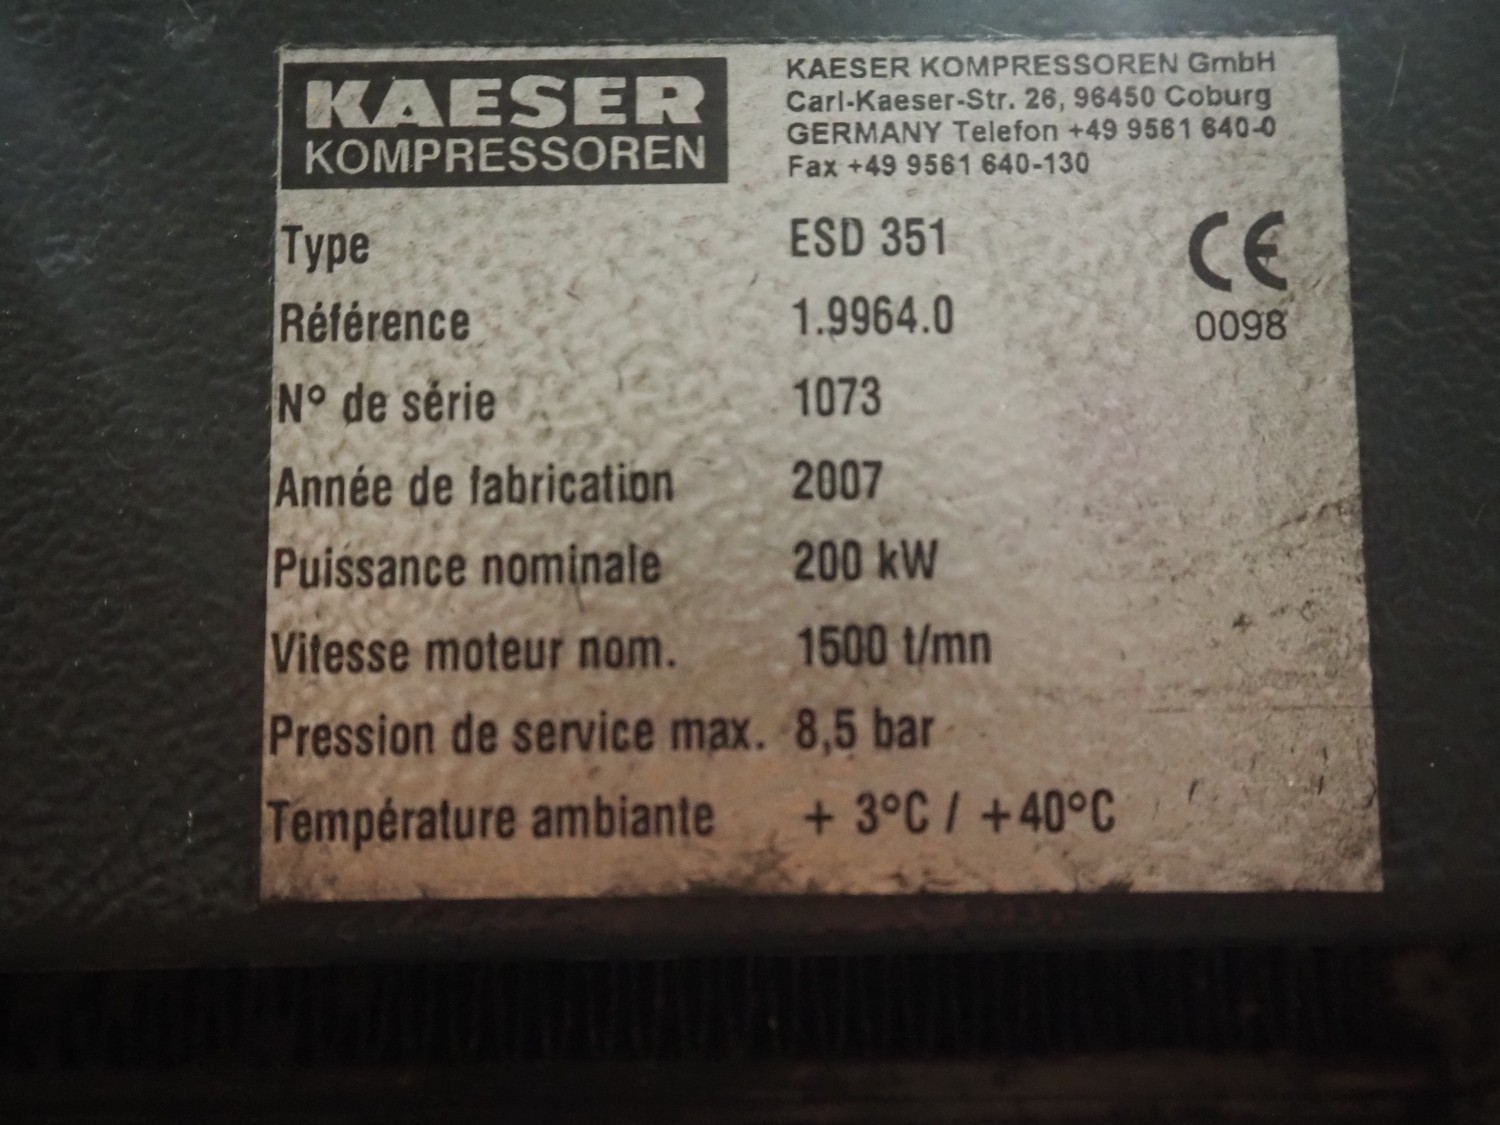 KAESER
KOMPRESSOREN
KAESER KOMPRESSOREN GmbH
Carl-Kaeser-Str. 26, 96450 Coburg
GERMANY Telefon +49 9561 640-0
Fax +49 9561 640-130
Type ESD 351
CE
Référence 1.9964.0
0098
N° de série 1073
Année de fabrication 2007
Puissance nominale 200 kW
Vitesse moteur nom. 1500 t/mn
Pression de service max. 8,5 bar
Température ambiante + 3°C / +40°C